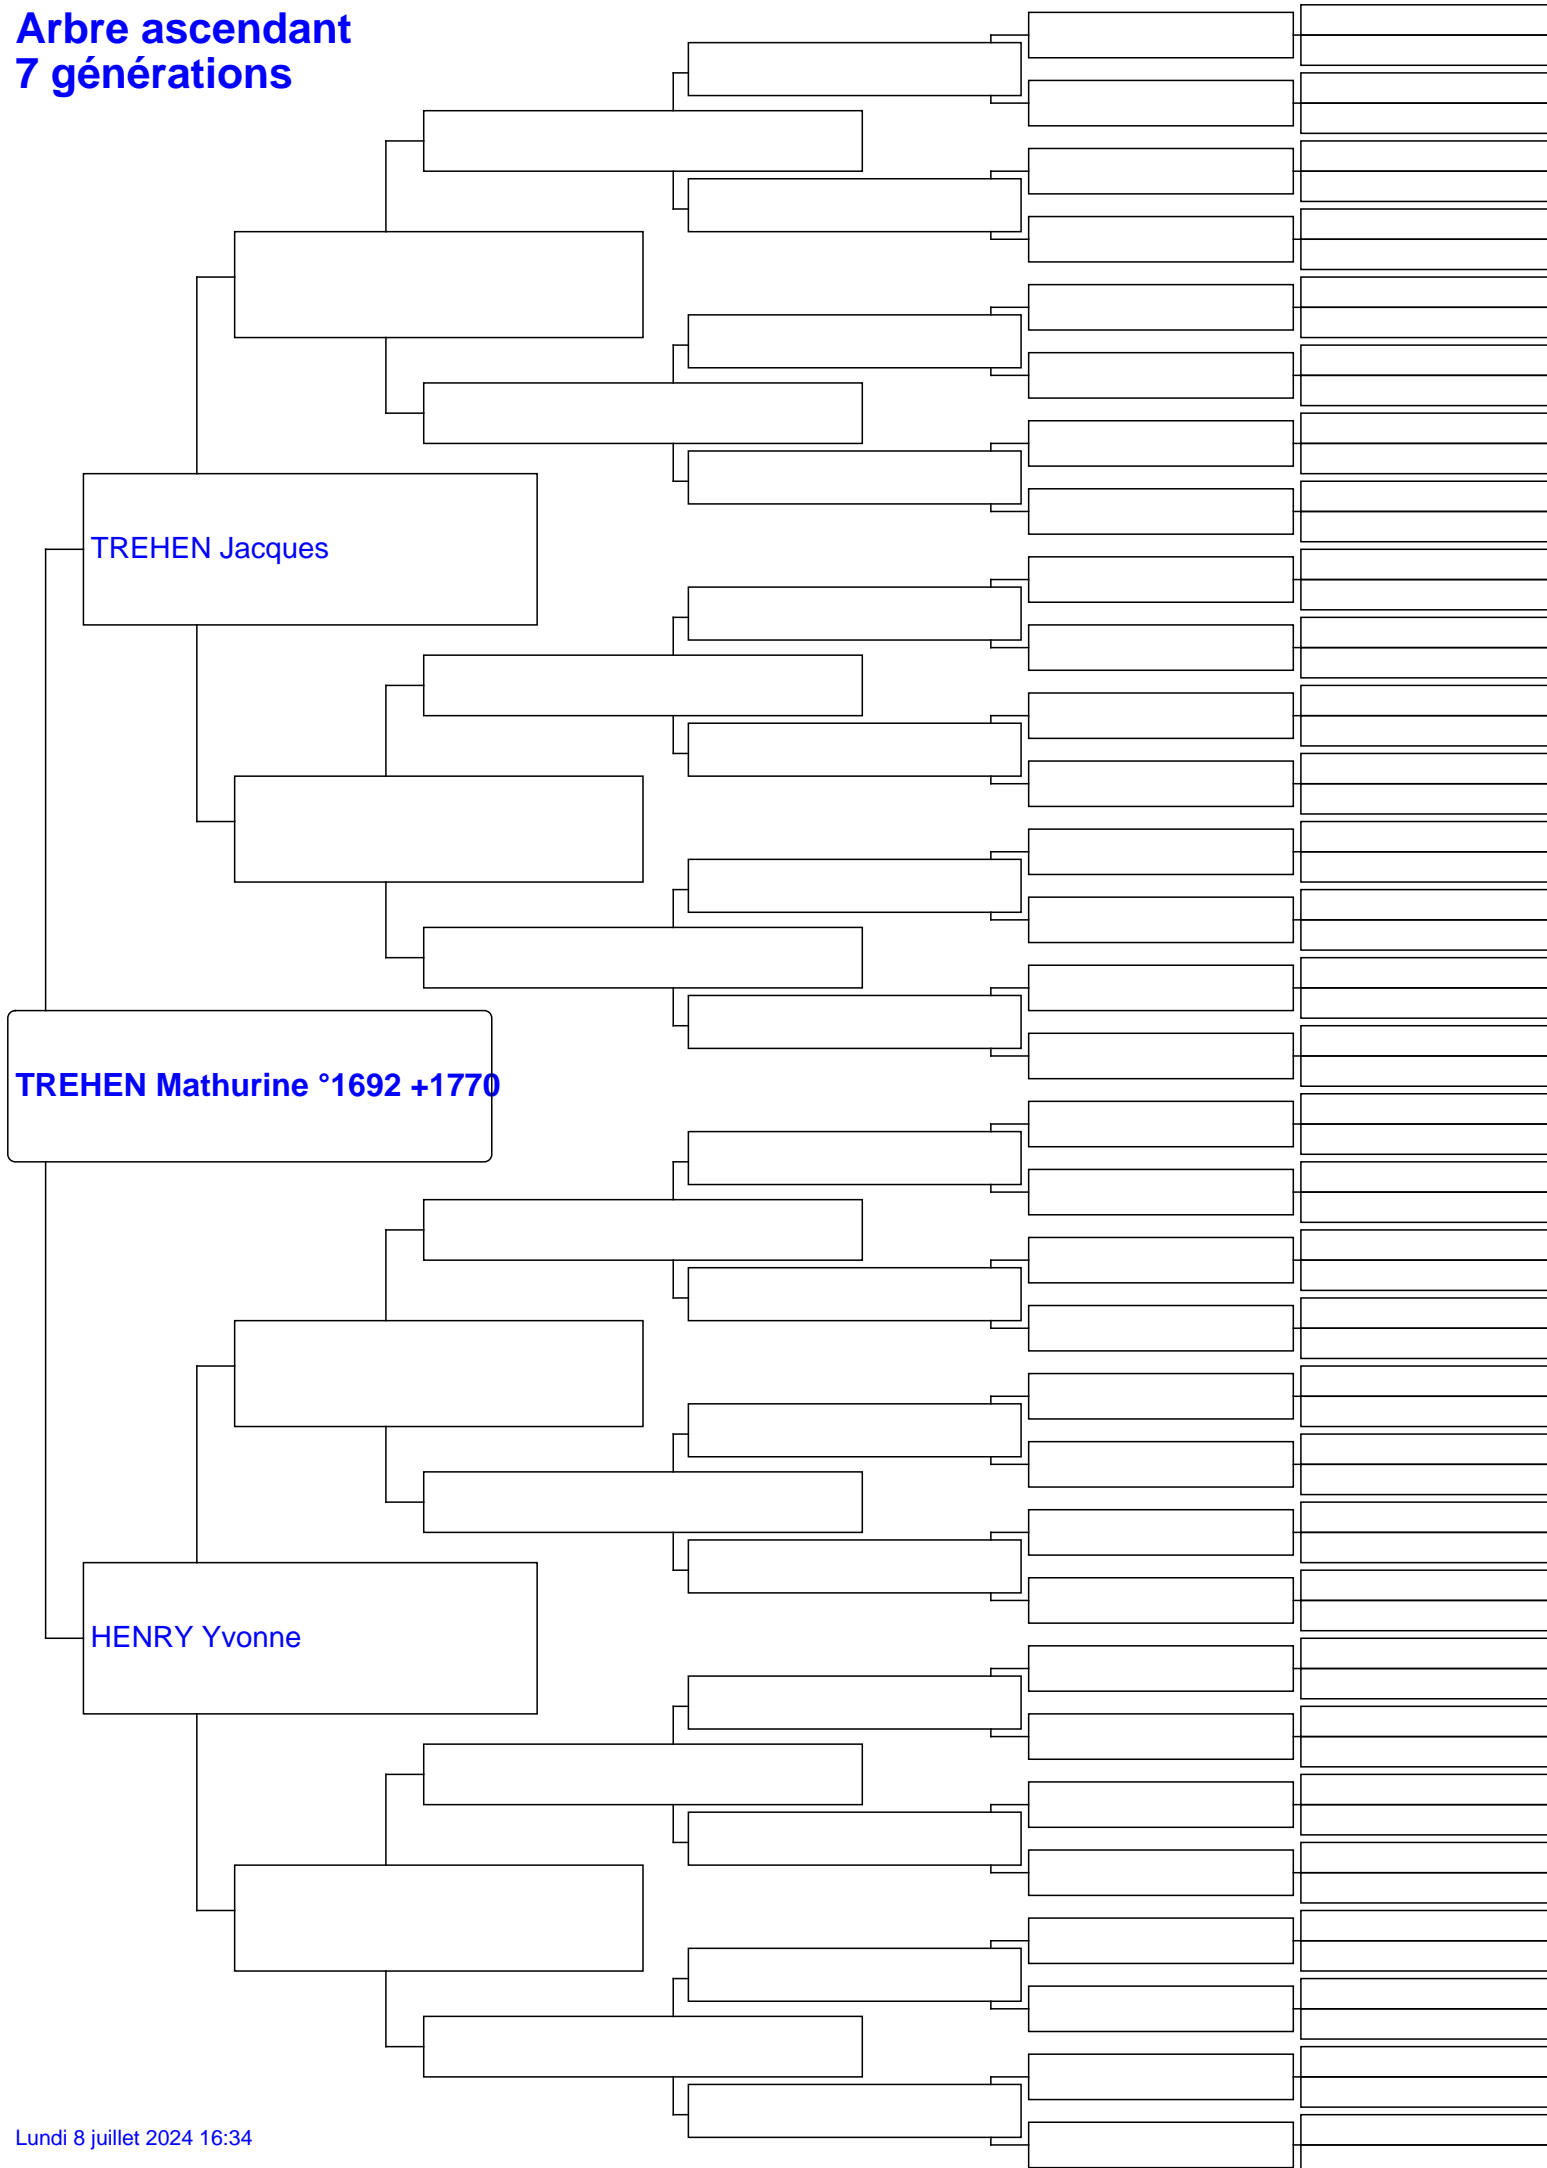 Arbre ascendant
7 générations
TREHEN Jacques
TREHEN Mathurine °1692 +1770
HENRY Yvonne
Lundi 8 juillet 2024 16:34